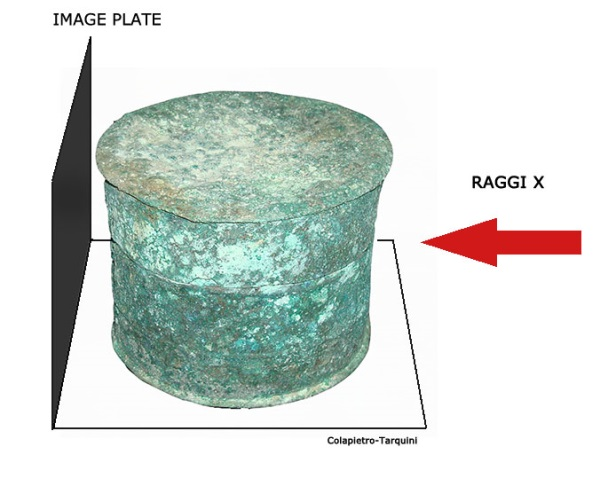 IMAGE PLATE
RAGGI X
Colapietro-Tarquini